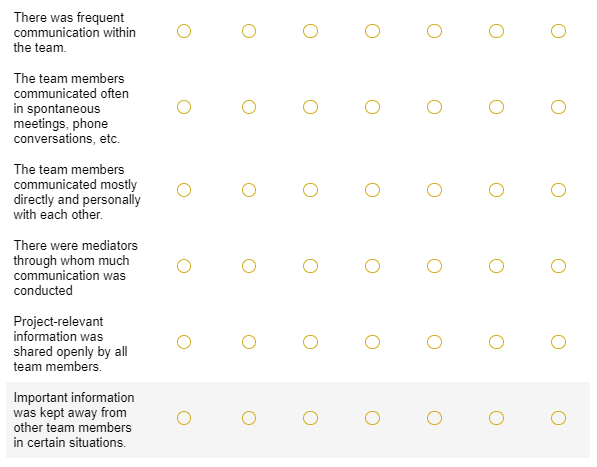 There was frequent
communication within
the team.
The team members
communicated often
in spontaneous
meetings, phone
conversations, etc.
The team members
communicated mostly
directly and personally
with each other.
There were mediators
through whom much
communication was
conducted
Project-relevant
information was
shared openly by all
team members.
Important information
was kept away from
other team members
in certain situations.